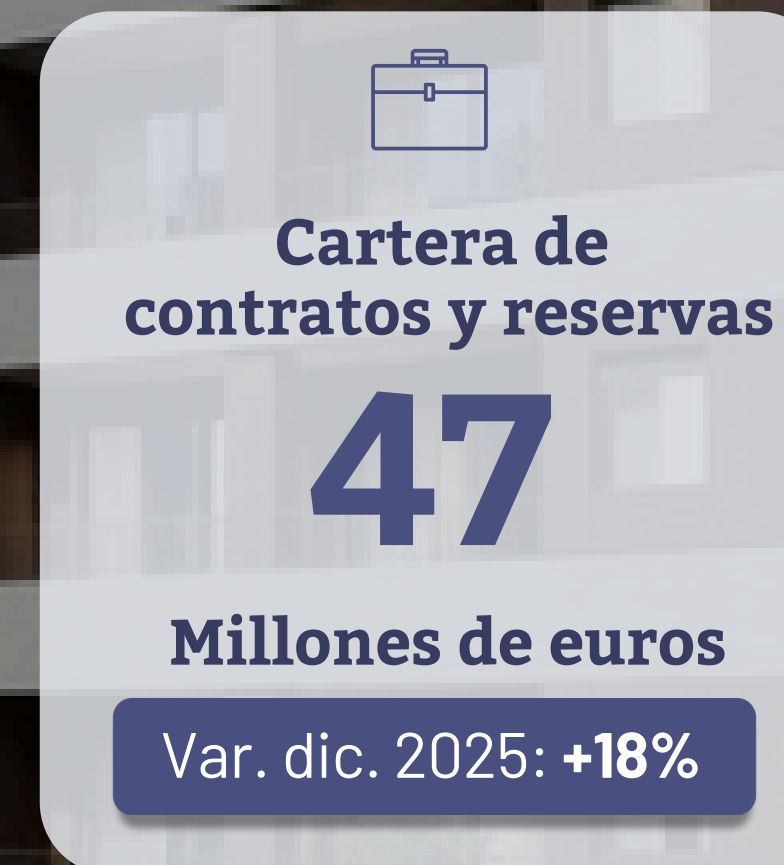 Cartera de
contratos y reservas
47
Millones de euros
Var. dic. 2025: +18%